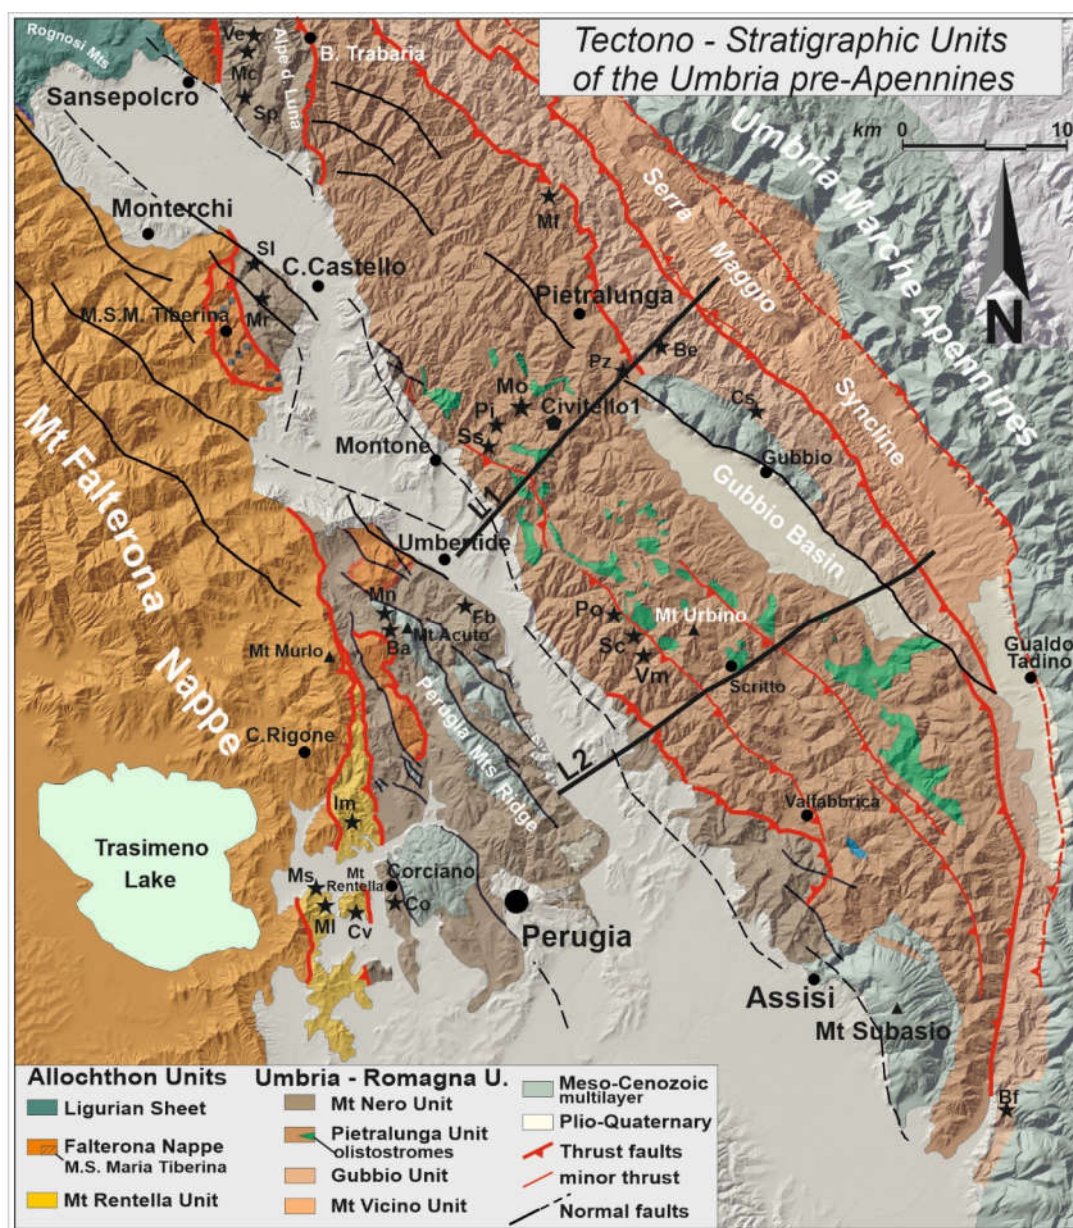 Tectono - Stratigraphic Units
of the Umbria pre-Apennines
km 0 10
N
Rognosi Mts
Ve
Mc
Sp
Alpe d. Luna
B. Trabaria
Sansepolcro
Umbria Marche Apennines
Serra Maggio Syncline
Mf
Monterchi
Sl
C.Castello
Pietralunga
M.S.M. Tiberina
Mr
Be
Pz
Mo
Cs
Pi
Civitello1
Ss
Mt Falterona Nappe
Montone
Gubbio
Gubbio Basin
L1
Umbertide
Mn
Fb
Po
Mt Urbino
Mt Acuto
Ba
Sc
Gualdo
Tadino
Mt Murlo
Vm
Scritto
Perugia Mts Ridge
C.Rigone
L2
Im
Valfabbrica
Trasimeno
Lake
Ms
Mt
Rentella
Corciano
Ml
Cv
Co
Perugia
Assisi
Mt Subasio
Bf
Allochthon Units
Ligurian Sheet
Falterona Nappe
M.S. Maria Tiberina
Mt Rentella Unit
Umbria - Romagna U.
Mt Nero Unit
Pietralunga Unit
olistostromes
Gubbio Unit
Mt Vicino Unit
Meso-Cenozoic
multilayer
Plio-Quaternary
Thrust faults
minor thrust
Normal faults